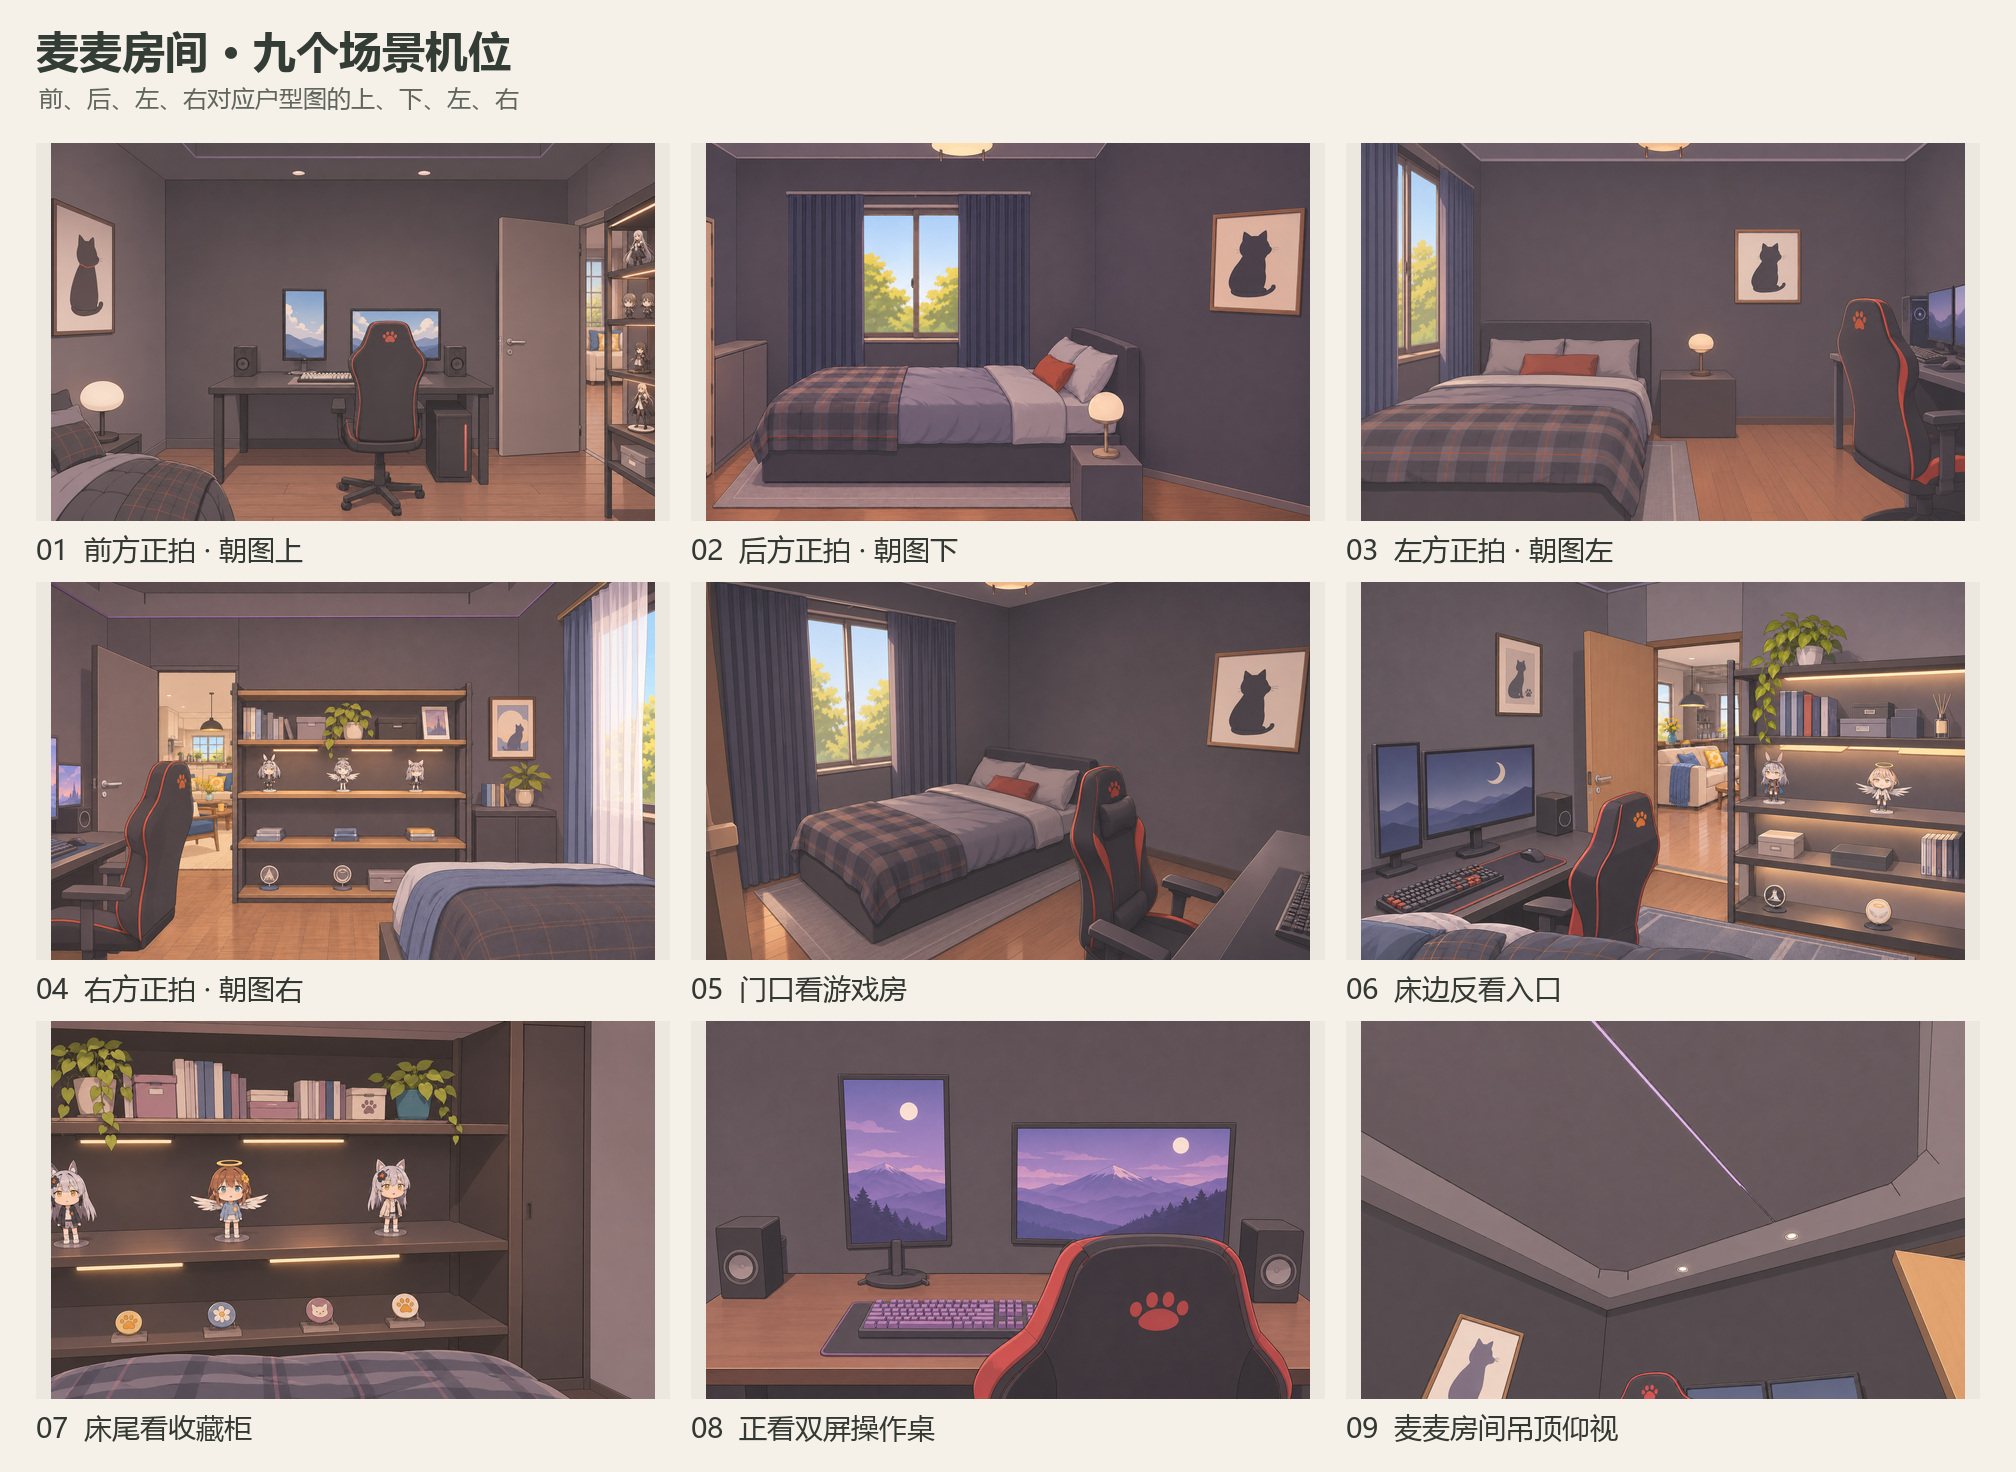 麦麦房间 · 九个场景机位
前、后、左、右对应户型图的上、下、左、右
01 前方正拍 · 朝图上
02 后方正拍 · 朝图下
03 左方正拍 · 朝图左
04 右方正拍 · 朝图右
05 门口看游戏房
06 床边反看入口
07 床尾看收藏柜
08 正看双屏操作桌
09 麦麦房间吊顶仰视